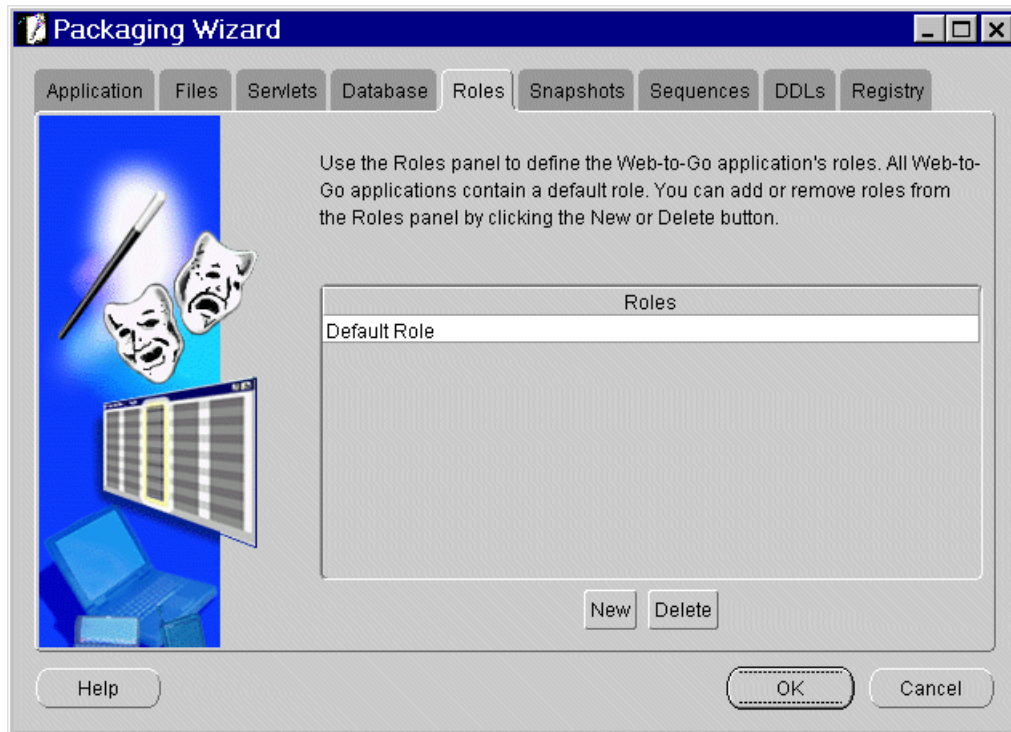 Packaging Wizard
Application Files Servlets Database Roles Snapshots Sequences DDLs Registry
Use the Roles panel to define the Web-to-Go application's roles. All Web-to-
Go applications contain a default role. You can add or remove roles from
the Roles panel by clicking the New or Delete button.
Roles
Default Role
New Delete
Help OK Cancel